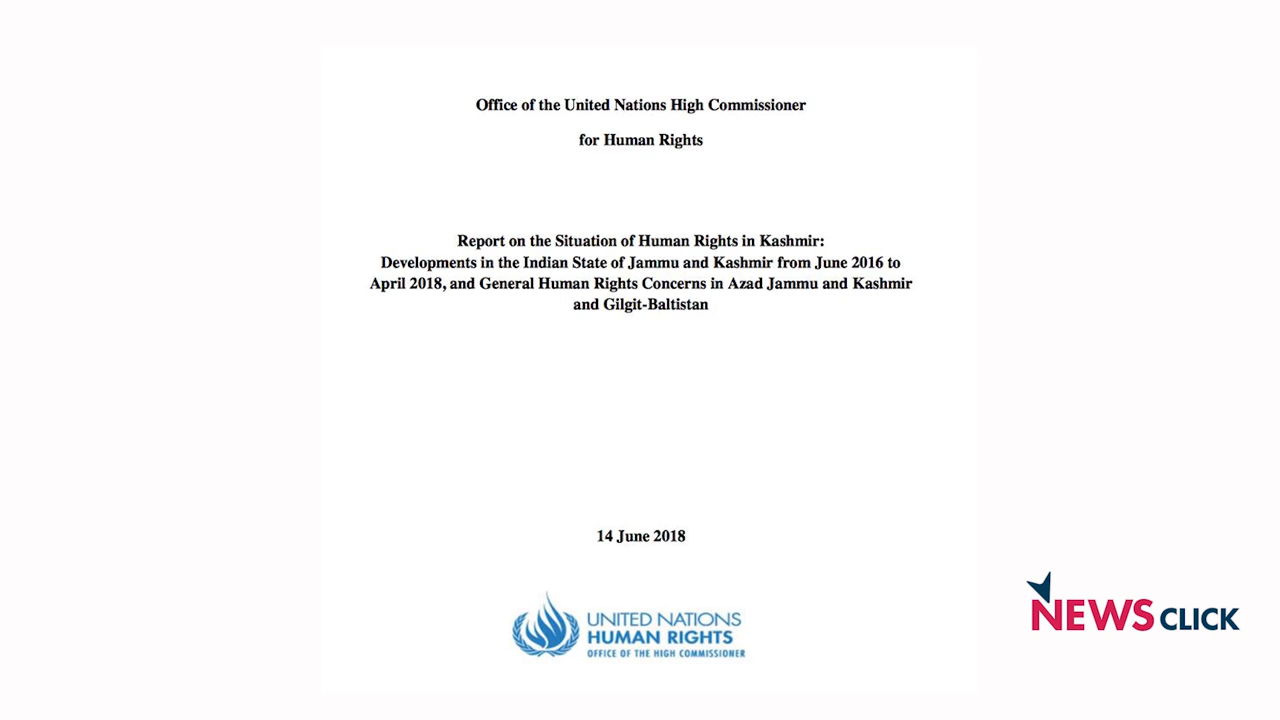 Office of the United Nations High Commissioner
for Human Rights
Report on the Situation of Human Rights in Kashmir:
Developments in the Indian State of Jammu and Kashmir from June 2016 to
April 2018, and General Human Rights Concerns in Azad Jammu and Kashmir
and Gilgit-Baltistan
14 June 2018
UNITED NATIONS
HUMAN RIGHTS
OFFICE OF THE HIGH COMMISSIONER
NEWSCLICK